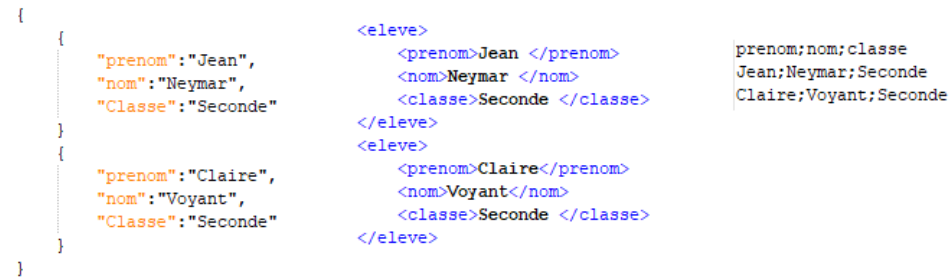 {
{
"prenom":"Jean",
"nom":"Neymar",
"Classe":"Seconde"
}
{
"prenom":"Claire",
"nom":"Voyant",
"Classe":"Seconde"
}
}
<eleve>
<prenom>Jean </prenom>
<nom>Neymar </nom>
<classe>Seconde </classe>
</eleve>
<eleve>
<prenom>Claire</prenom>
<nom>Voyant</nom>
<classe>Seconde </classe>
</eleve>
prenom;nom;classe
Jean;Neymar;Seconde
Claire;Voyant;Seconde